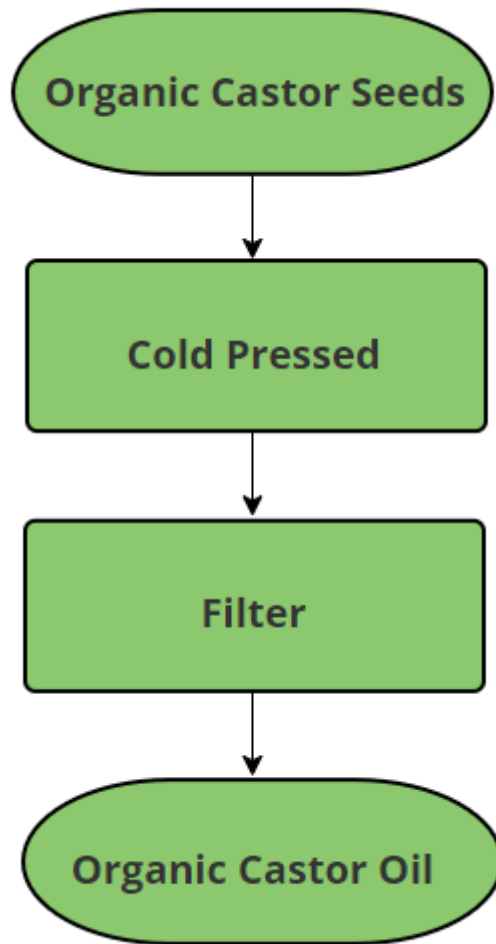 Organic Castor Seeds
Cold Pressed
Filter
Organic Castor Oil